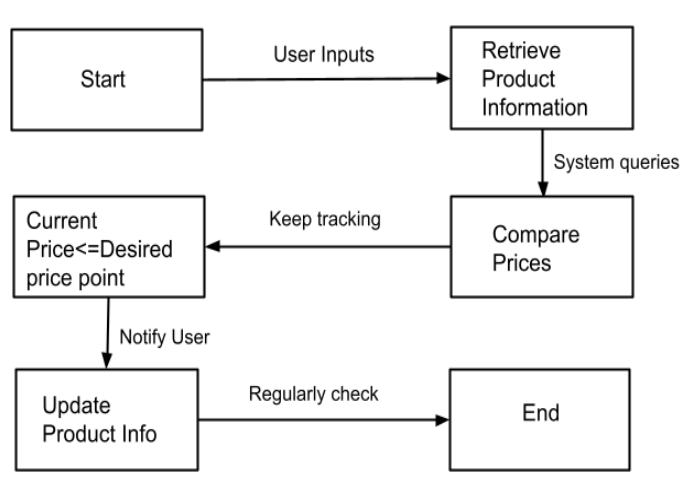 Start
User Inputs
Retrieve
Product
Information
System queries
Compare
Prices
Keep tracking
Current
Price<=Desired
price point
Notify User
Update
Product Info
Regularly check
End